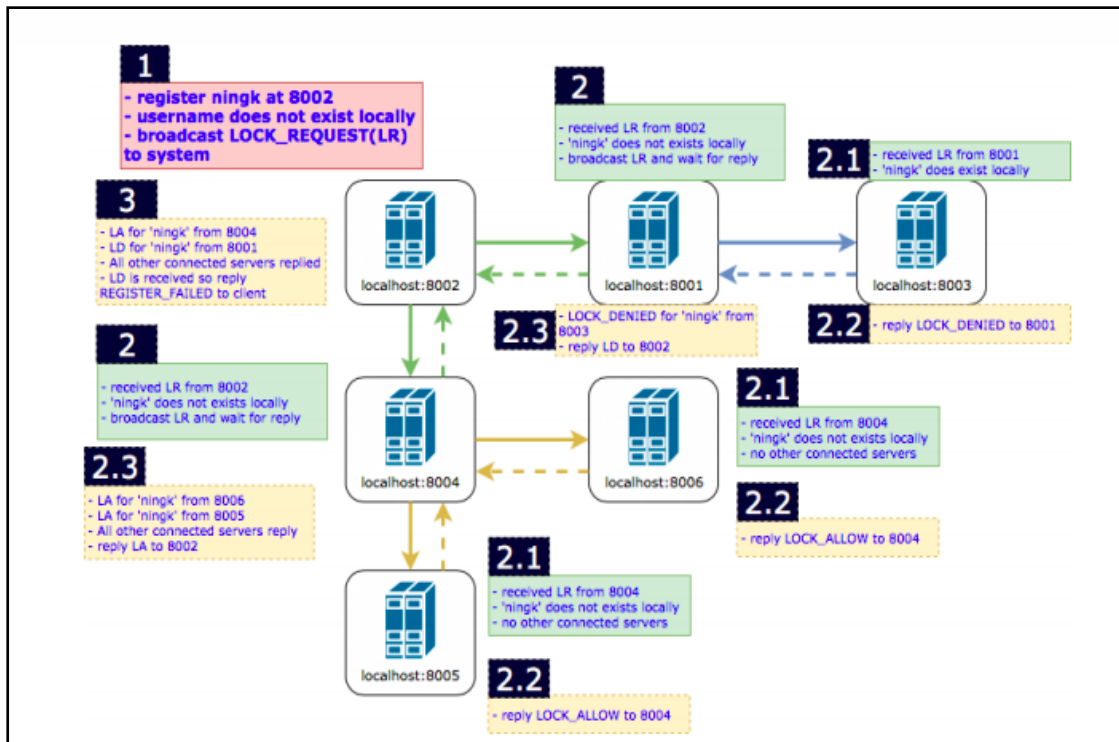 1
- register ningk at 8002
- username does not exist locally
- broadcast LOCK_REQUEST(LR)
to system
2
- received LR from 8002
- 'ningk' does not exists locally
- broadcast LR and wait for reply
2.1
- received LR from 8001
- 'ningk' does exist locally
3
- LA for 'ningk' from 8004
- LD for 'ningk' from 8001
- All other connected servers replied
- LD is received so reply
REGISTER_FAILED to client
localhost:8002
localhost:8001
localhost:8003
2.3
- LOCK_DENIED for 'ningk' from
8003
- reply LD to 8002
2.2
- reply LOCK_DENIED to 8001
2
- received LR from 8002
- 'ningk' does not exists locally
- broadcast LR and wait for reply
localhost:8004
localhost:8006
2.1
- received LR from 8004
- 'ningk' does not exists locally
- no other connected servers
2.3
- LA for 'ningk' from 8006
- LA for 'ningk' from 8005
- All other connected servers reply
- reply LA to 8002
2.2
- reply LOCK_ALLOW to 8004
localhost:8005
2.1
- received LR from 8004
- 'ningk' does not exists locally
- no other connected servers
2.2
- reply LOCK_ALLOW to 8004